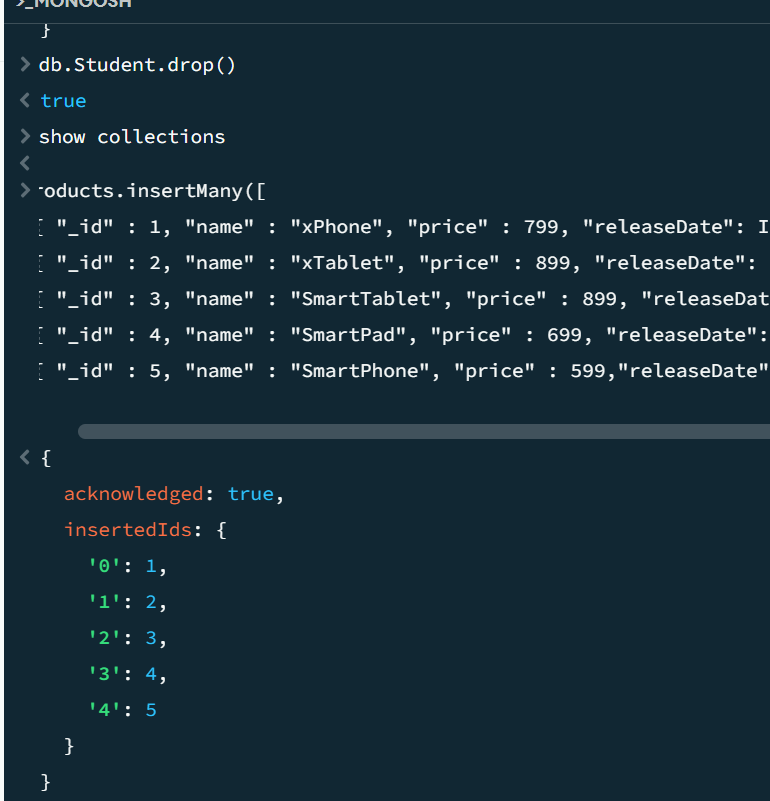 >_MONGOSH
}
> db.Student.drop()
< true
> show collections
<
> roducts.insertMany([
{ "_id" : 1, "name" : "xPhone", "price" : 799, "releaseDate": I
{ "_id" : 2, "name" : "xTablet", "price" : 899, "releaseDate":
{ "_id" : 3, "name" : "SmartTablet", "price" : 899, "releaseDat
{ "_id" : 4, "name" : "SmartPad", "price" : 699, "releaseDate":
{ "_id" : 5, "name" : "SmartPhone", "price" : 599,"releaseDate"
< {
acknowledged: true,
insertedIds: {
'0': 1,
'1': 2,
'2': 3,
'3': 4,
'4': 5
}
}